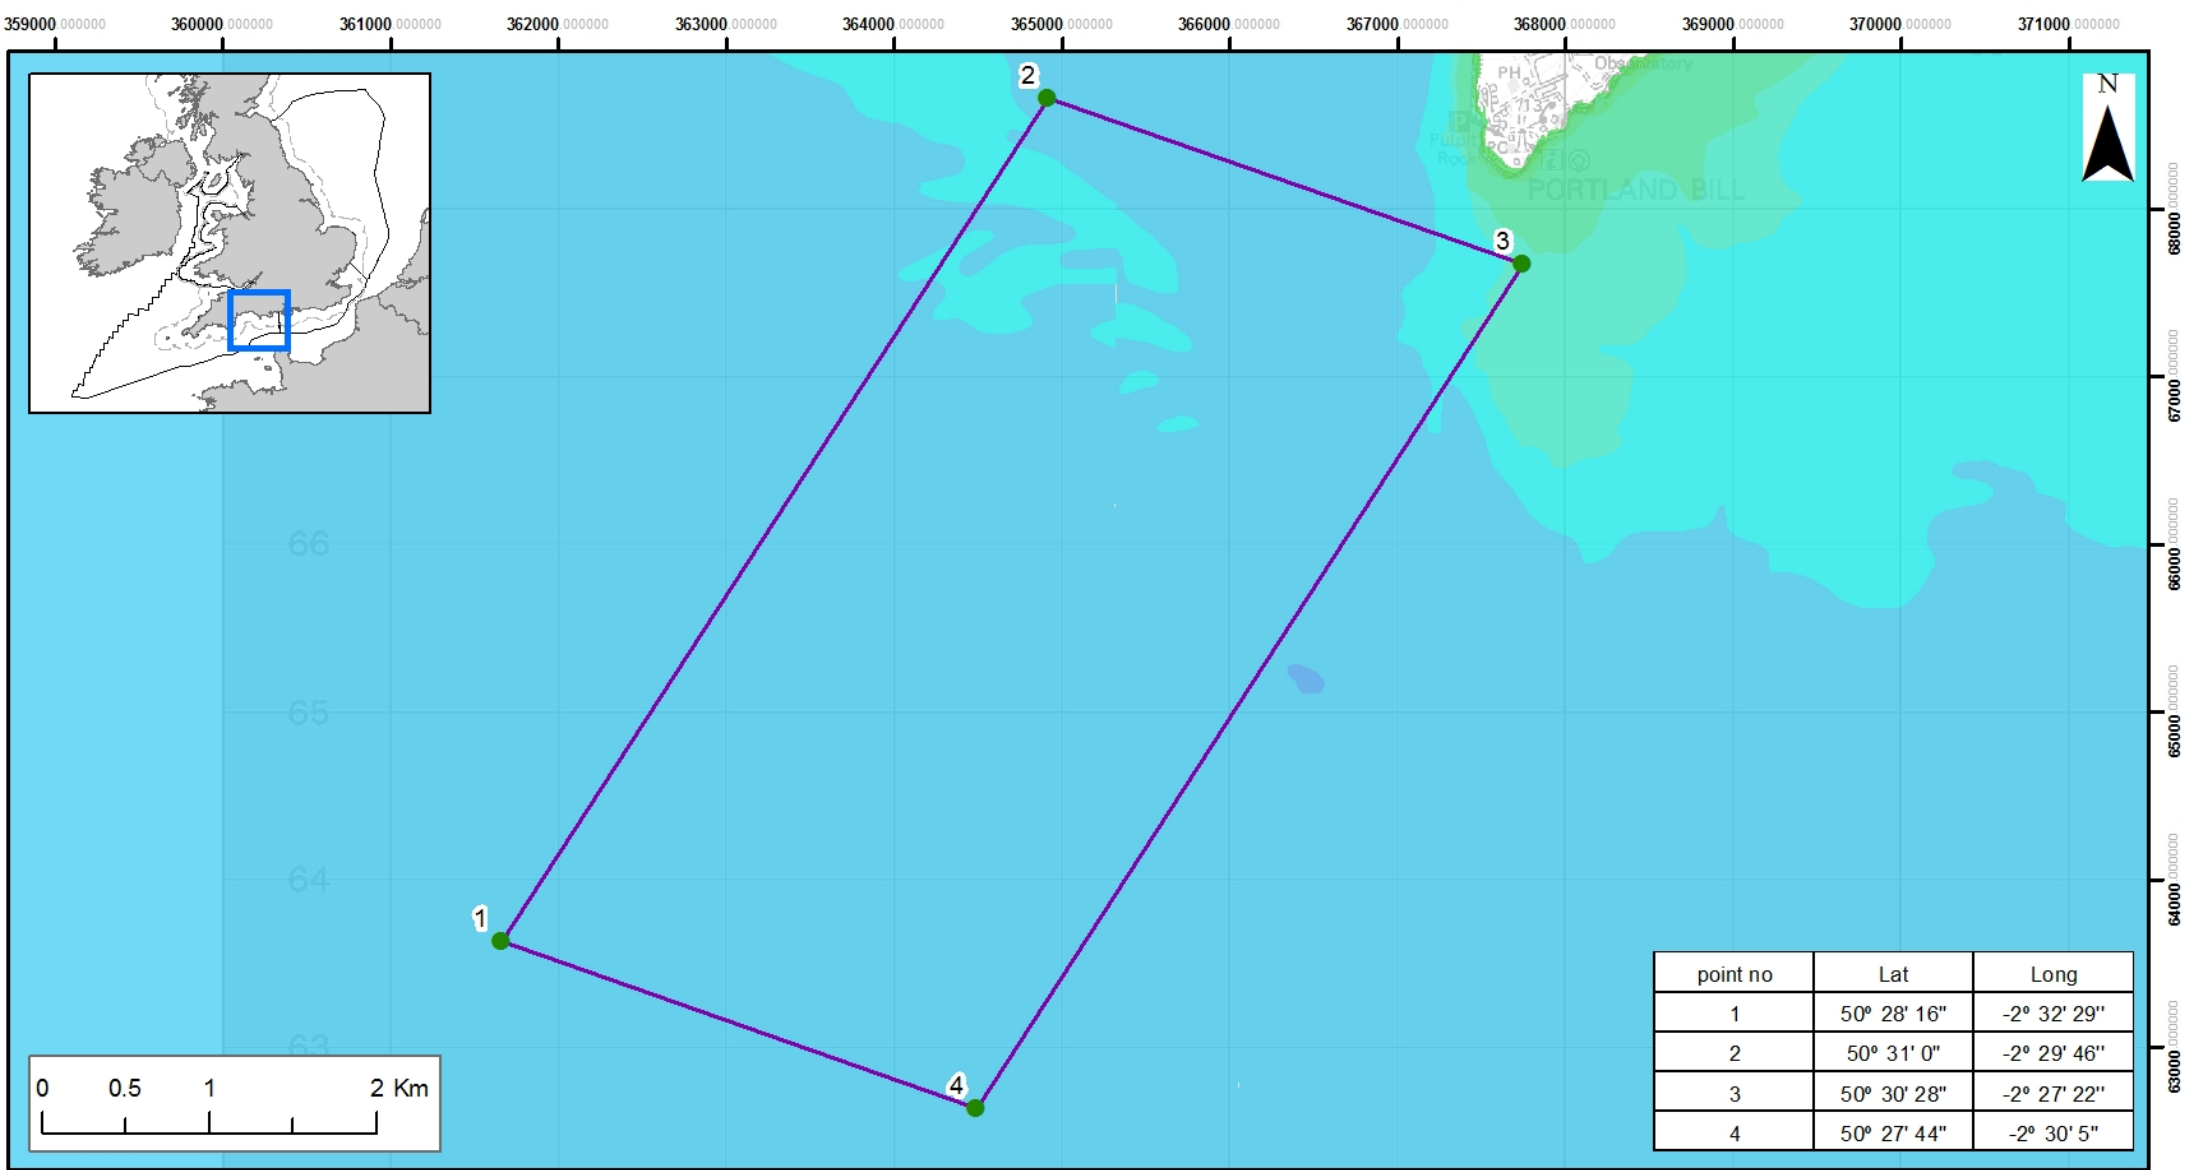 359000.000000 360000.000000 361000.000000 362000.000000 363000.000000 364000.000000 365000.000000 366000.000000 367000.000000 368000.000000 369000.000000 370000.000000 371000.000000
2
Observatory
PH
N
713
P
Pulpit
Rock
PC
PORTLAND BILL
68000.000000
3
67000.000000
66
66000.000000
65
65000.000000
64
64000.000000
1
63
63000.000000
4
0 0.5 1 2 Km
point no Lat Long
1 50º 28' 16" -2º 32' 29"
2 50º 31' 0" -2º 29' 46"
3 50º 30' 28" -2º 27' 22"
4 50º 27' 44" -2º 30' 5"